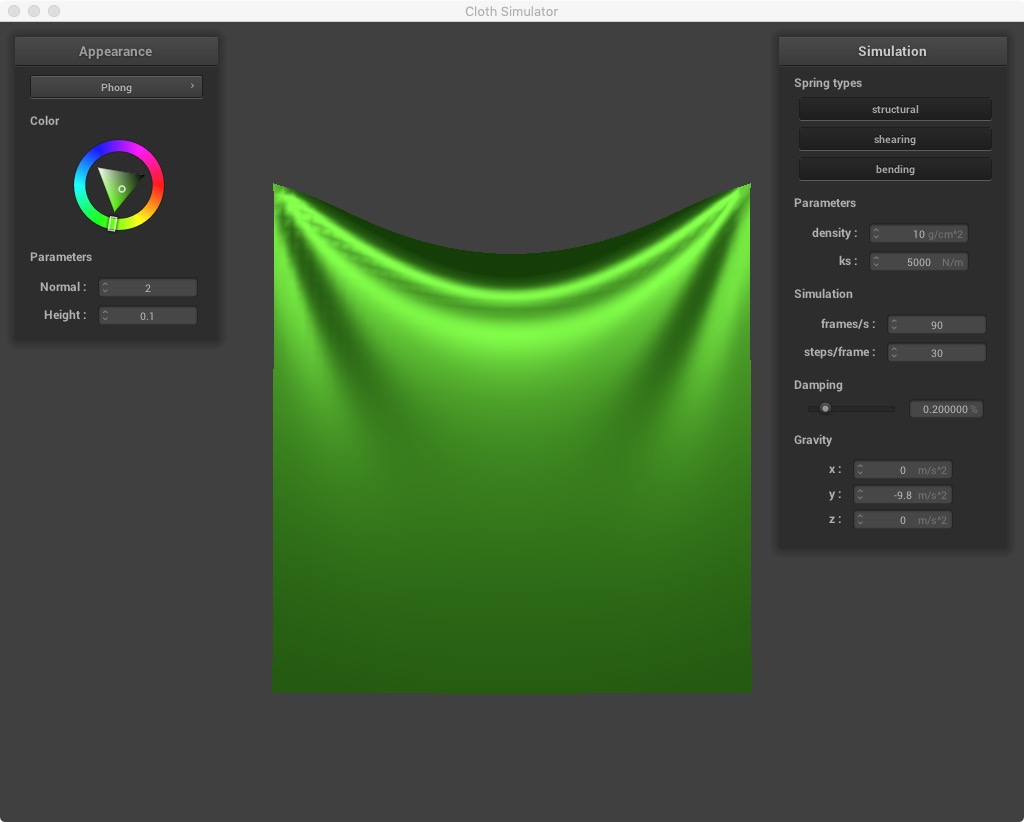 Cloth Simulator
Appearance
Phong
Color
Parameters
Normal : 2
Height : 0.1
Simulation
Spring types
structural
shearing
bending
Parameters
density : 10 g/cm^2
ks : 5000 N/m
Simulation
frames/s : 90
steps/frame : 30
Damping
0.200000 %
Gravity
x : 0 m/s^2
y : -9.8 m/s^2
z : 0 m/s^2